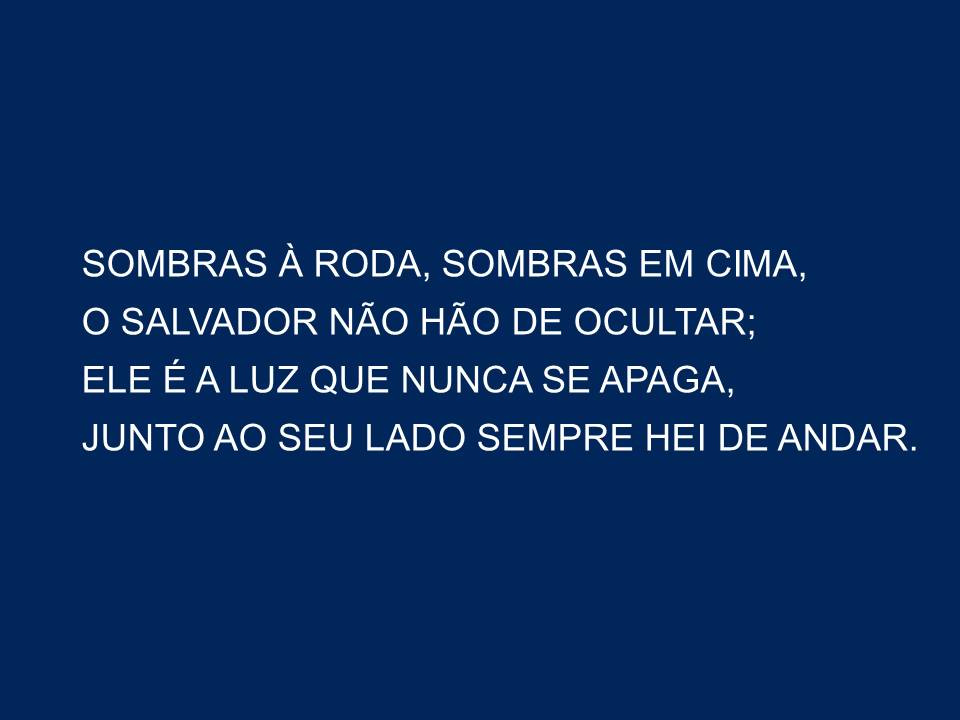 SOMBRAS À RODA, SOMBRAS EM CIMA,
O SALVADOR NÃO HÃO DE OCULTAR;
ELE É A LUZ QUE NUNCA SE APAGA,
JUNTO AO SEU LADO SEMPRE HEI DE ANDAR.